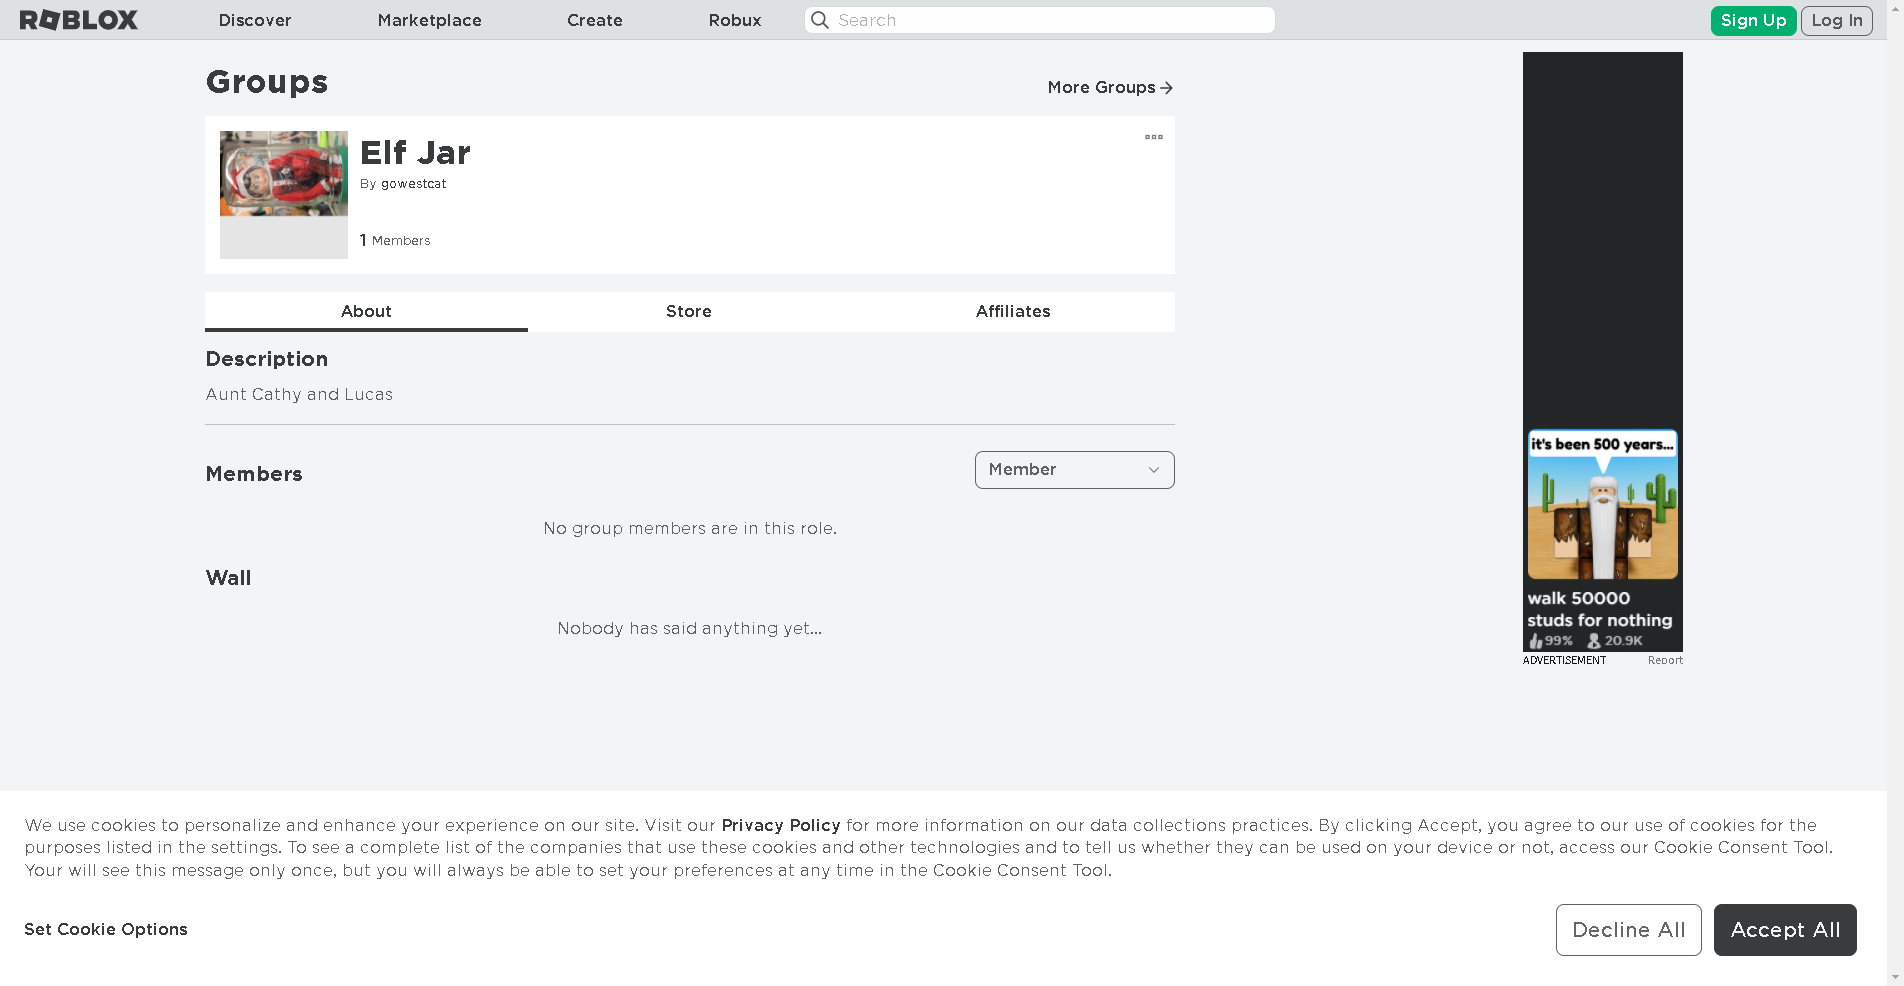 ROBLOX Discover Marketplace Create Robux Search Sign Up Log In
Groups
More Groups
Elf Jar
By gowestcat
1 Members
About Store Affiliates
Description
Aunt Cathy and Lucas
Members
Member
No group members are in this role.
Wall
Nobody has said anything yet...
it's been 500 years...
walk 50000
studs for nothing
99% 20.9K
ADVERTISEMENT Report
We use cookies to personalize and enhance your experience on our site. Visit our Privacy Policy for more information on our data collections practices. By clicking Accept, you agree to our use of cookies for the
purposes listed in the settings. To see a complete list of the companies that use these cookies and other technologies and to tell us whether they can be used on your device or not, access our Cookie Consent Tool.
Your will see this message only once, but you will always be able to set your preferences at any time in the Cookie Consent Tool.
Set Cookie Options
Decline All
Accept All